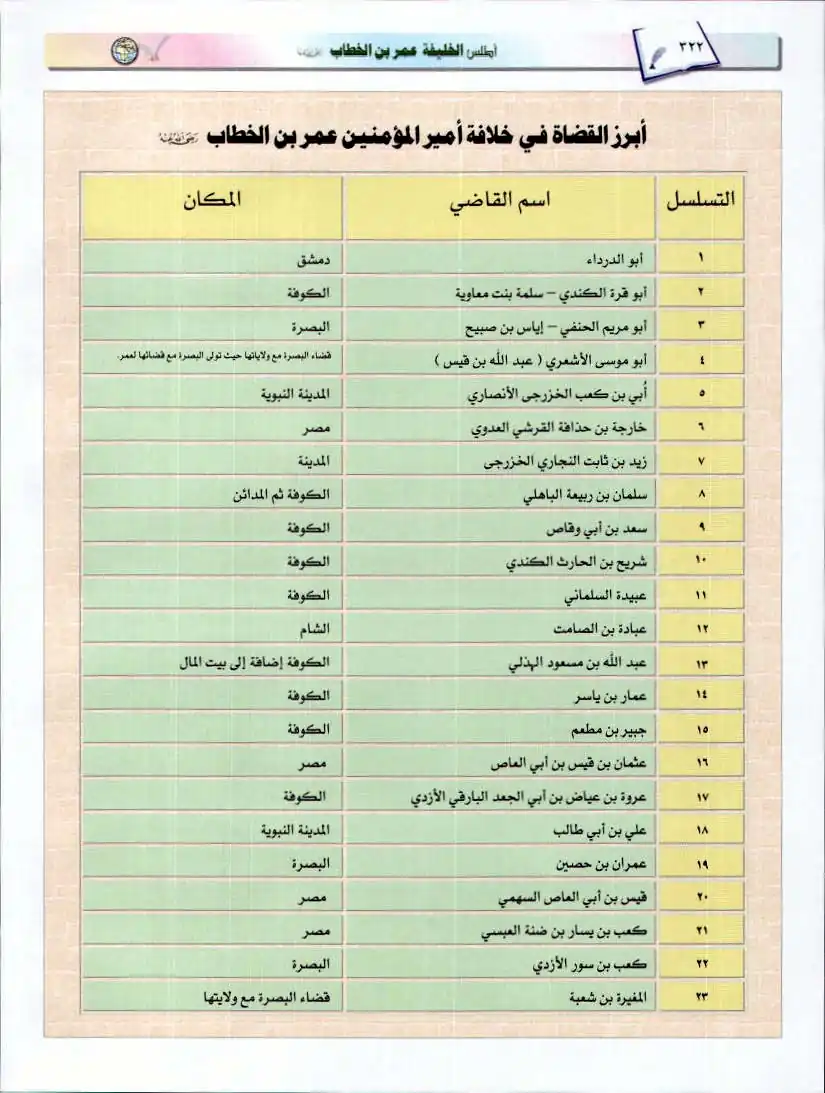 ٣٢٢
أطلس الخليفة عمر بن الخطاب
أبرز القضاة في خلافة أمير المؤمنين عمر بن الخطاب رضي الله عنه
التسلسل اسم القاضي المكان
١ أبو الدرداء دمشق
٢ أبو قرة الكندي – سلمة بنت معاوية الكوفة
٣ أبو مريم الحنفي – إياس بن صبيح البصرة
٤ أبو موسى الأشعري ( عبد الله بن قيس ) قضاء البصرة مع ولاياتها حيث تولى البصرة مع قضائها لعمر.
٥ أُبي بن كعب الخزرجى الأنصاري المدينة النبوية
٦ خارجة بن حذافة القرشي العدوي مصر
٧ زيد بن ثابت النجاري الخزرجى المدينة
٨ سلمان بن ربيعة الباهلي الكوفة ثم المدائن
٩ سعد بن أبي وقاص الكوفة
١٠ شريح بن الحارث الكندي الكوفة
١١ عبيدة السلماني الكوفة
١٢ عبادة بن الصامت الشام
١٣ عبد الله بن مسعود الهذلي الكوفة إضافة إلى بيت المال
١٤ عمار بن ياسر الكوفة
١٥ جبير بن مطعم الكوفة
١٦ عثمان بن قيس بن أبي العاص مصر
١٧ عروة بن عياض بن أبي الجعد البارقي الأزدي الكوفة
١٨ علي بن أبي طالب المدينة النبوية
١٩ عمران بن حصين البصرة
٢٠ قيس بن أبي العاص السهمي مصر
٢١ كعب بن يسار بن ضنة العبسي مصر
٢٢ كعب بن سور الأزدي البصرة
٢٣ المغيرة بن شعبة قضاء البصرة مع ولايتها